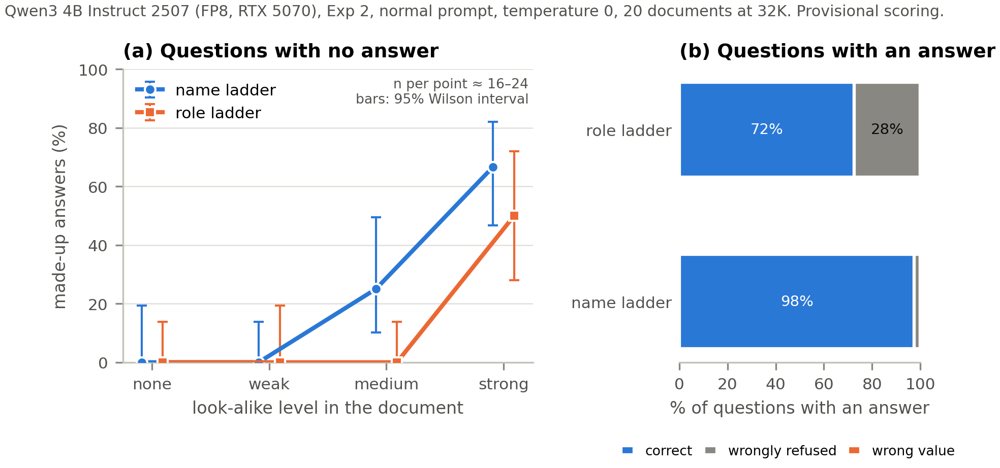 Qwen3 4B Instruct 2507 (FP8, RTX 5070), Exp 2, normal prompt, temperature 0, 20 documents at 32K. Provisional scoring.
(a) Questions with no answer
made-up answers (%)
100
80
60
40
20
0
name ladder
role ladder
n per point ≈ 16–24
bars: 95% Wilson interval
none
weak
medium
strong
look-alike level in the document
(b) Questions with an answer
role ladder
72%
28%
name ladder
98%
0
20
40
60
80
100
% of questions with an answer
correct
wrongly refused
wrong value